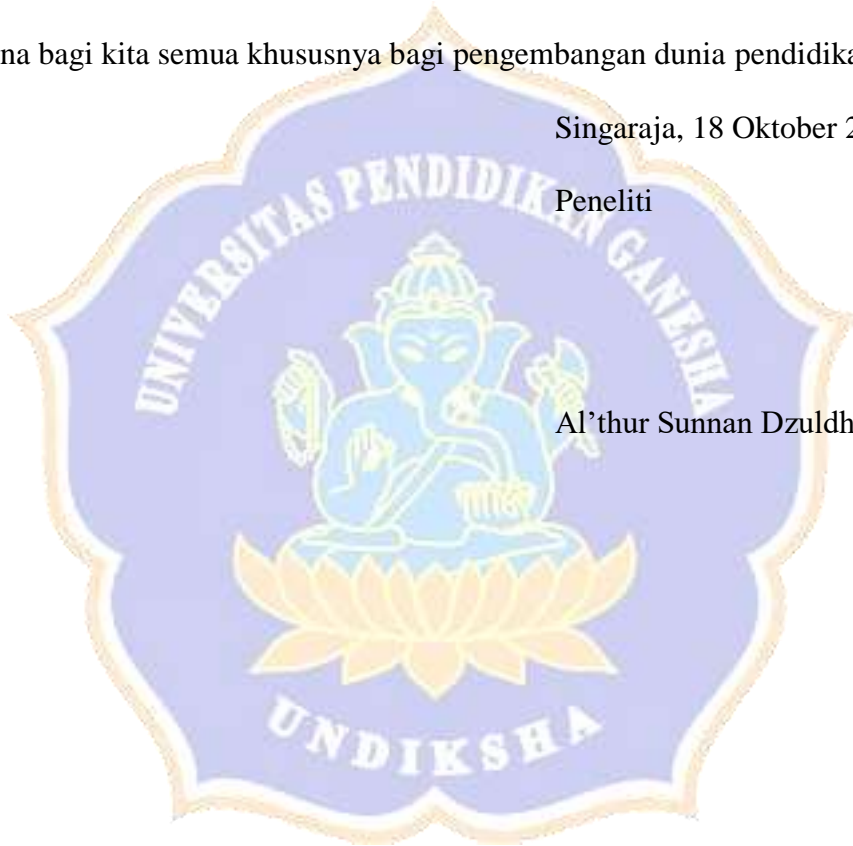 na bagi kita semua khususnya bagi pengembangan dunia pendidika
Singaraja, 18 Oktober 2
Peneliti
UNIVERSITAS PENDIDIKAN GANESHA
Al’thur Sunnan Dzuldh
UNDIKSHA